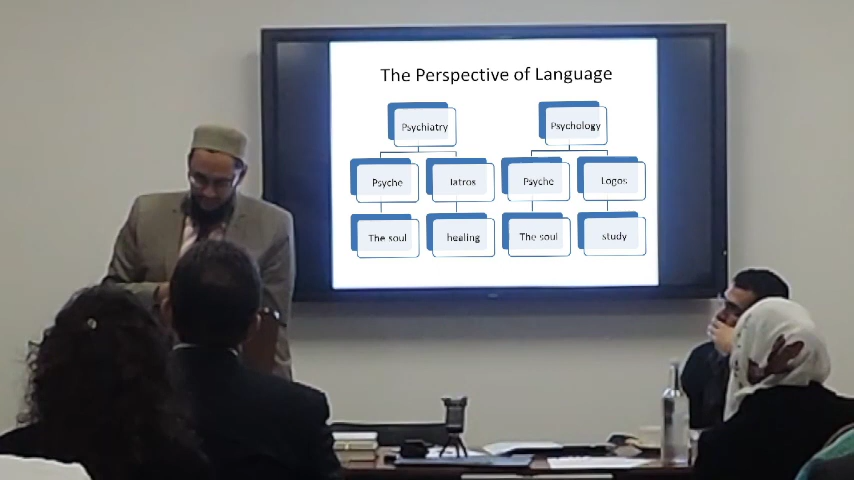 The Perspective of Language
Psychiatry Psychology
Psyche Iatros Psyche Logos
The soul healing The soul study